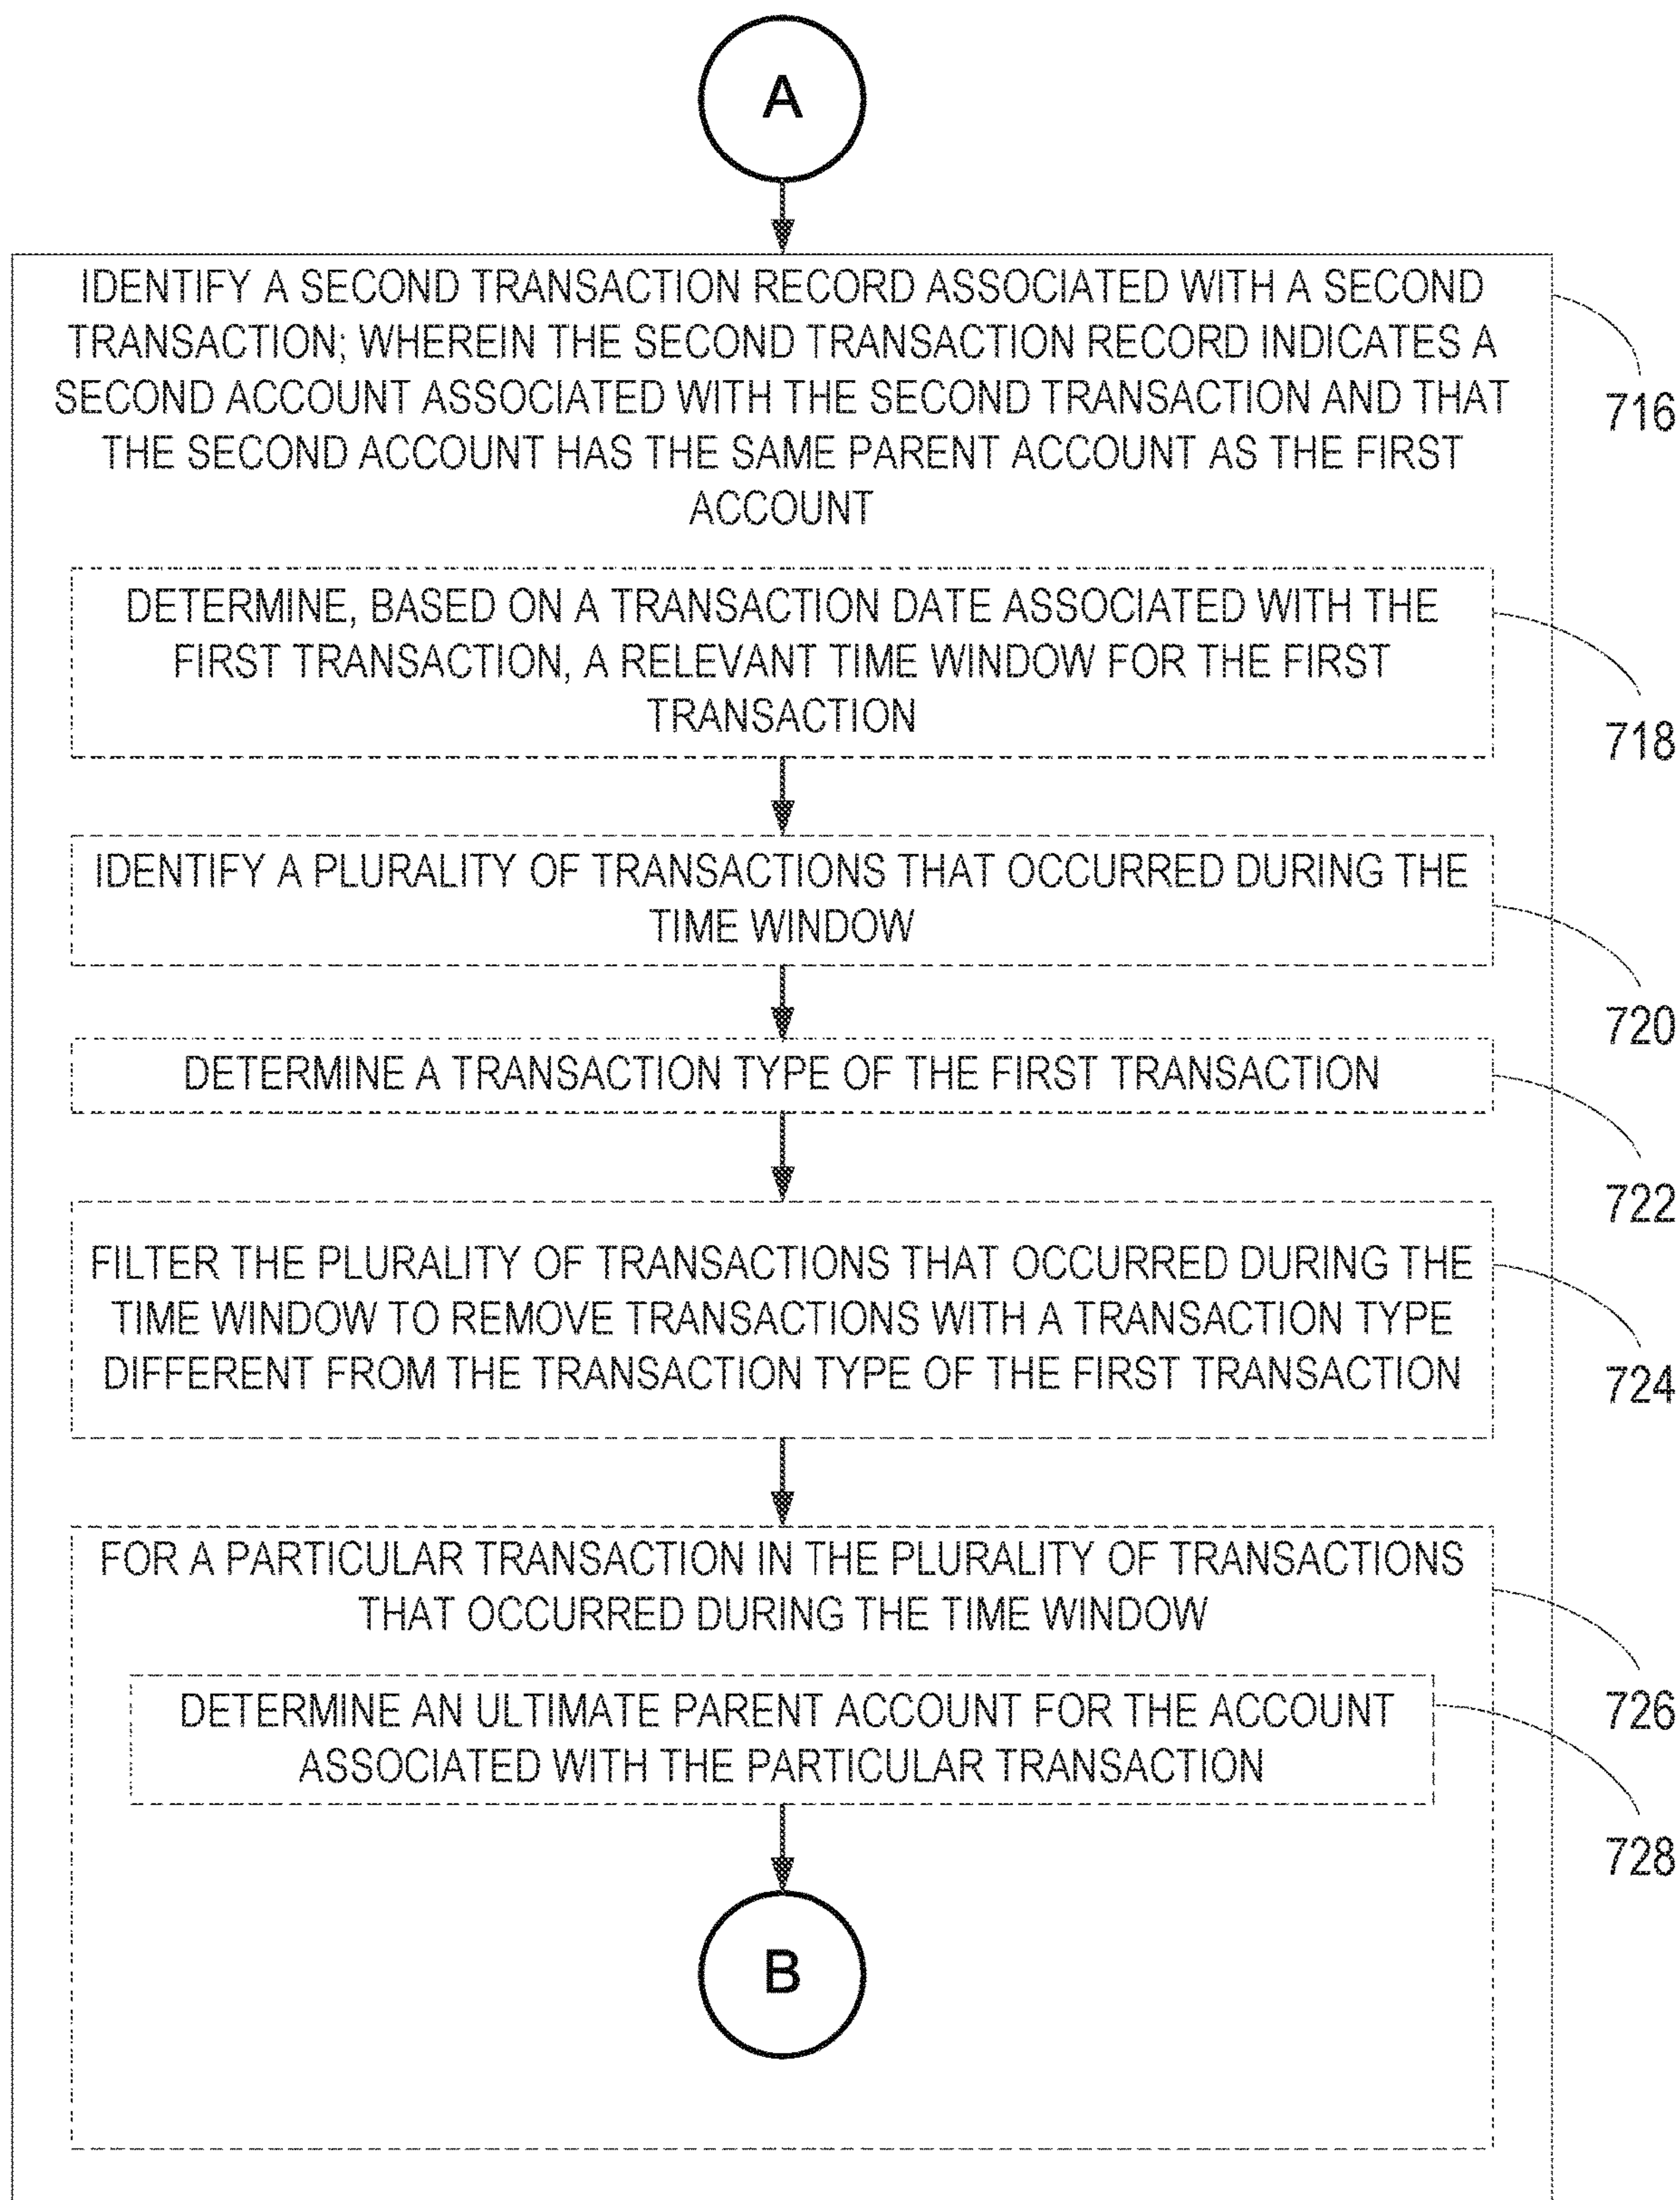 A
IDENTIFY A SECOND TRANSACTION RECORD ASSOCIATED WITH A SECOND
TRANSACTION; WHEREIN THE SECOND TRANSACTION RECORD INDICATES A
SECOND ACCOUNT ASSOCIATED WITH THE SECOND TRANSACTION AND THAT
THE SECOND ACCOUNT HAS THE SAME PARENT ACCOUNT AS THE FIRST
ACCOUNT
716
DETERMINE, BASED ON A TRANSACTION DATE ASSOCIATED WITH THE
FIRST TRANSACTION, A RELEVANT TIME WINDOW FOR THE FIRST
TRANSACTION
718
IDENTIFY A PLURALITY OF TRANSACTIONS THAT OCCURRED DURING THE
TIME WINDOW
720
DETERMINE A TRANSACTION TYPE OF THE FIRST TRANSACTION
722
FILTER THE PLURALITY OF TRANSACTIONS THAT OCCURRED DURING THE
TIME WINDOW TO REMOVE TRANSACTIONS WITH A TRANSACTION TYPE
DIFFERENT FROM THE TRANSACTION TYPE OF THE FIRST TRANSACTION
724
FOR A PARTICULAR TRANSACTION IN THE PLURALITY OF TRANSACTIONS
THAT OCCURRED DURING THE TIME WINDOW
726
DETERMINE AN ULTIMATE PARENT ACCOUNT FOR THE ACCOUNT
ASSOCIATED WITH THE PARTICULAR TRANSACTION
728
B